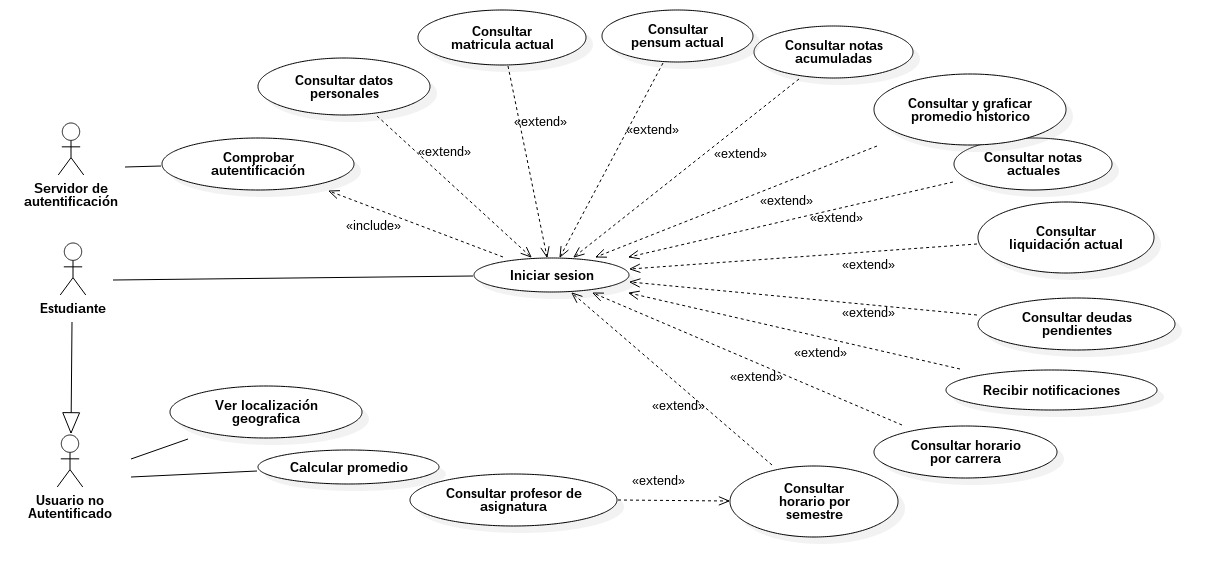 Consultar
matricula actual
Consultar
pensum actual
Consultar notas
acumuladas
Consultar datos
personales
Consultar y graficar
promedio historico
«extend»
«extend»
«extend»
«extend»
Comprobar
autentificación
Consultar notas
actuales
Servidor de
autentificación
«extend»
«extend»
«include»
Consultar
liquidación actual
«extend»
Iniciar sesion
Estudiante
«extend»
Consultar deudas
pendientes
«extend»
«extend»
Recibir notificaciones
«extend»
Ver localización
geografica
Consultar horario
por carrera
Calcular promedio
Usuario no
Autentificado
Consultar profesor de
asignatura
«extend»
Consultar
horario por
semestre